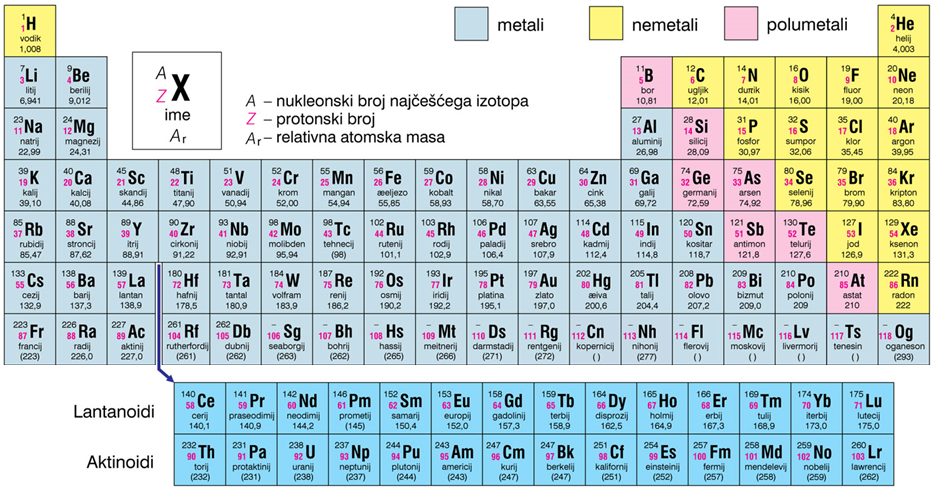 metali nemetali polumetali
1 1 H 4 2 He
vodik helij
1,008 4,003
A Z X
ime
Ar
A – nukleonski broj najčešćega izotopa
Z – protonski broj
Ar – relativna atomska masa
7 3 Li 9 4 Be 11 5 B 12 6 C 14 7 N 16 8 O 19 9 F 20 10 Ne
litij berilij bor ugljik kisik fluor neon
6,941 9,012 10,81 12,01 14,01 16,00 19,00 20,18
23 11 Na 24 12 Mg 27 13 Al 28 14 Si 31 15 P 32 16 S 35 17 Cl 40 18 Ar
natrij magnezij aluminij silicij fosfor sumpor klor argon
22,99 24,31 26,98 28,09 30,97 32,06 35,45 39,95
39 19 K 40 20 Ca 45 21 Sc 48 22 Ti 51 23 V 52 24 Cr 55 25 Mn 56 26 Fe 59 27 Co 58 28 Ni 63 29 Cu 64 30 Zn 69 31 Ga 74 32 Ge 75 33 As 80 34 Se 79 35 Br 84 36 Kr
kalij kalcij skandij titanij vanadij krom mangan æeljezo kobalt nikal bakar cink galij germanij arsen selenij brom kripton
39,10 40,08 44,86 47,90 50,94 52,00 54,94 55,85 58,93 58,70 63,55 65,38 69,72 72,59 74,92 78,96 79,90 83,80
85 37 Rb 88 38 Sr 89 39 Y 90 40 Zr 93 41 Nb 98 42 Mo 98 43 Tc 102 44 Ru 103 45 Rh 106 46 Pd 107 47 Ag 114 48 Cd 115 49 In 120 50 Sn 121 51 Sb 130 52 Te 127 53 I 129 54 Xe
rubidij stroncij itrij cirkonij niobij molibden tehnecij rutenij rodij paladij srebro kadmij indij kositar antimon telurij jod ksenon
85,47 87,62 88,91 91,22 92,91 95,94 (98) 101,1 102,9 106,4 107,9 112,4 114,8 118,7 121,8 127,6 126,9 131,3
133 55 Cs 138 56 Ba 139 57 La 180 72 Hf 181 73 Ta 184 74 W 187 75 Re 192 76 Os 193 77 Ir 195 78 Pt 197 79 Au 202 80 Hg 205 81 Tl 208 82 Pb 209 83 Bi 210 84 Po 210 85 At 222 86 Rn
cezij barij lantan hafnij tantal volfram renij osmij iridij platina zlato æiva talij olovo bizmut polonij astat radon
132,9 137,3 138,9 178,5 180,9 183,9 186,2 190,2 192,2 195,1 197,0 200,6 204,4 207,2 209,0 209 210 222
223 87 Fr 226 88 Ra 227 89 Ac 261 104 Rf 262 105 Db – 106 Sg – 107 Bh – 108 Hs – 109 Mt – 110 Ds – 111 Rg – 112 Cn – 113 Nh – 114 Fl – 115 Mc – 116 Lv – 117 Ts – 118 Og
francij radij aktinij rutherfordij dubnij seaborgij bohrij hassij meitnerij darmstadtij rentgenij kopernicij nihonij flerovij moskovij livermorij tenesin oganeson
(223) 226,0 227,0 (261) (262) (263) (262) (265) (266) (271) (272) ( ) (277) ( ) ( ) ( ) ( ) (293)
Lantanoidi
140 58 Ce 141 59 Pr 142 60 Nd 146 61 Pm 152 62 Sm 153 63 Eu 158 64 Gd 159 65 Tb 164 66 Dy 165 67 Ho 166 68 Er 169 69 Tm 174 70 Yb 175 71 Lu
cerij praseodimij neodimij prometij samarij europij gadolinij terbij disprozij holmij erbij tulij iterbij lutecij
140,1 140,9 144,2 (145) 150,4 152,0 157,3 158,9 162,5 164,9 167,3 168,9 173,0 175,0
Aktinoidi
232 90 Th 231 91 Pa 238 92 U 237 93 Np 244 94 Pu 245 95 Am 247 96 Cm 247 97 Bk 251 98 Cf 254 99 Es 257 100 Fm 258 101 Md 259 102 No 260 103 Lr
torij protaktinij uranij neptunij plutonij americij kurij berkelij kalifornij einsteinij fermij mendelevij nobelij lawrencij
(232) (231) (238) (237) (244) (243) (247) (247) (251) (252) (257) (258) (259) (262)